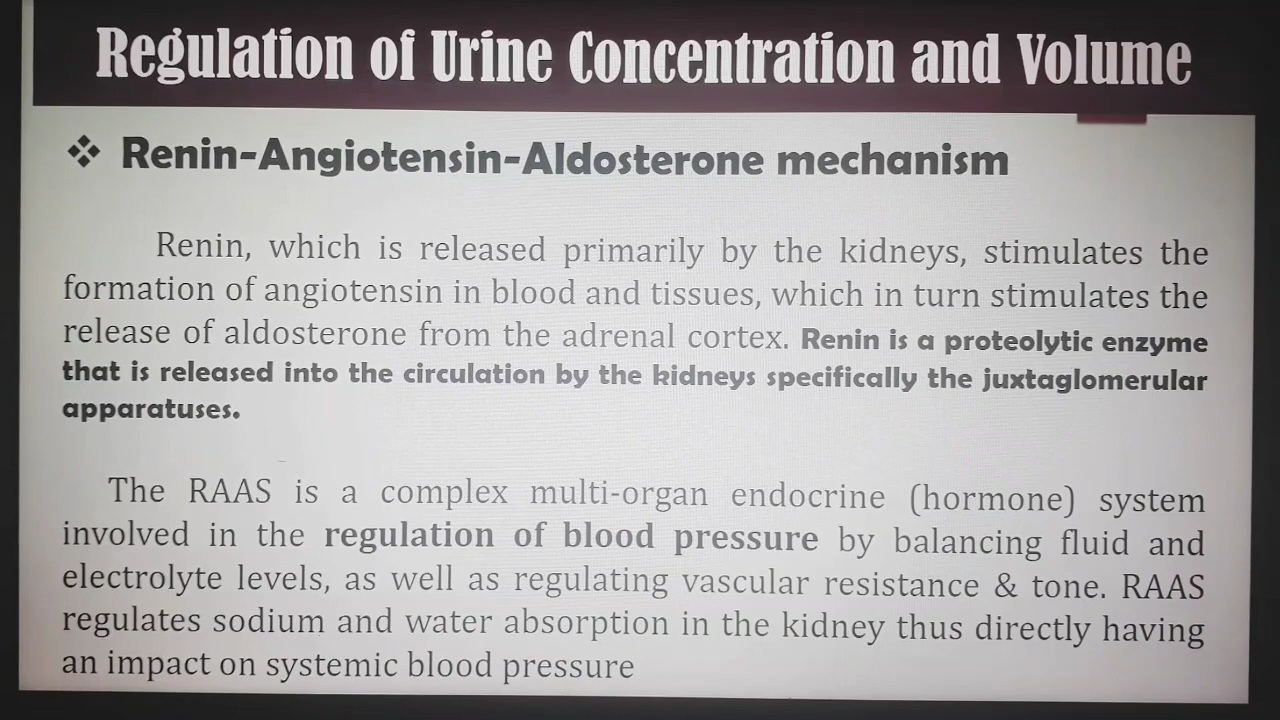 Regulation of Urine Concentration and Volume
❖ Renin-Angiotensin-Aldosterone mechanism
Renin, which is released primarily by the kidneys, stimulates the
formation of angiotensin in blood and tissues, which in turn stimulates the
release of aldosterone from the adrenal cortex. Renin is a proteolytic enzyme
that is released into the circulation by the kidneys specifically the juxtaglomerular
apparatuses.
The RAAS is a complex multi-organ endocrine (hormone) system
involved in the regulation of blood pressure by balancing fluid and
electrolyte levels, as well as regulating vascular resistance & tone. RAAS
regulates sodium and water absorption in the kidney thus directly having
an impact on systemic blood pressure